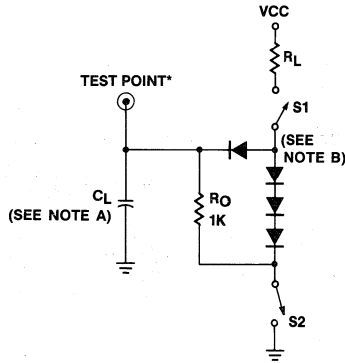 VCC
RL
TEST POINT*
S1
(SEE
NOTE B)
CL
(SEE NOTE A)
RO
1K
S2